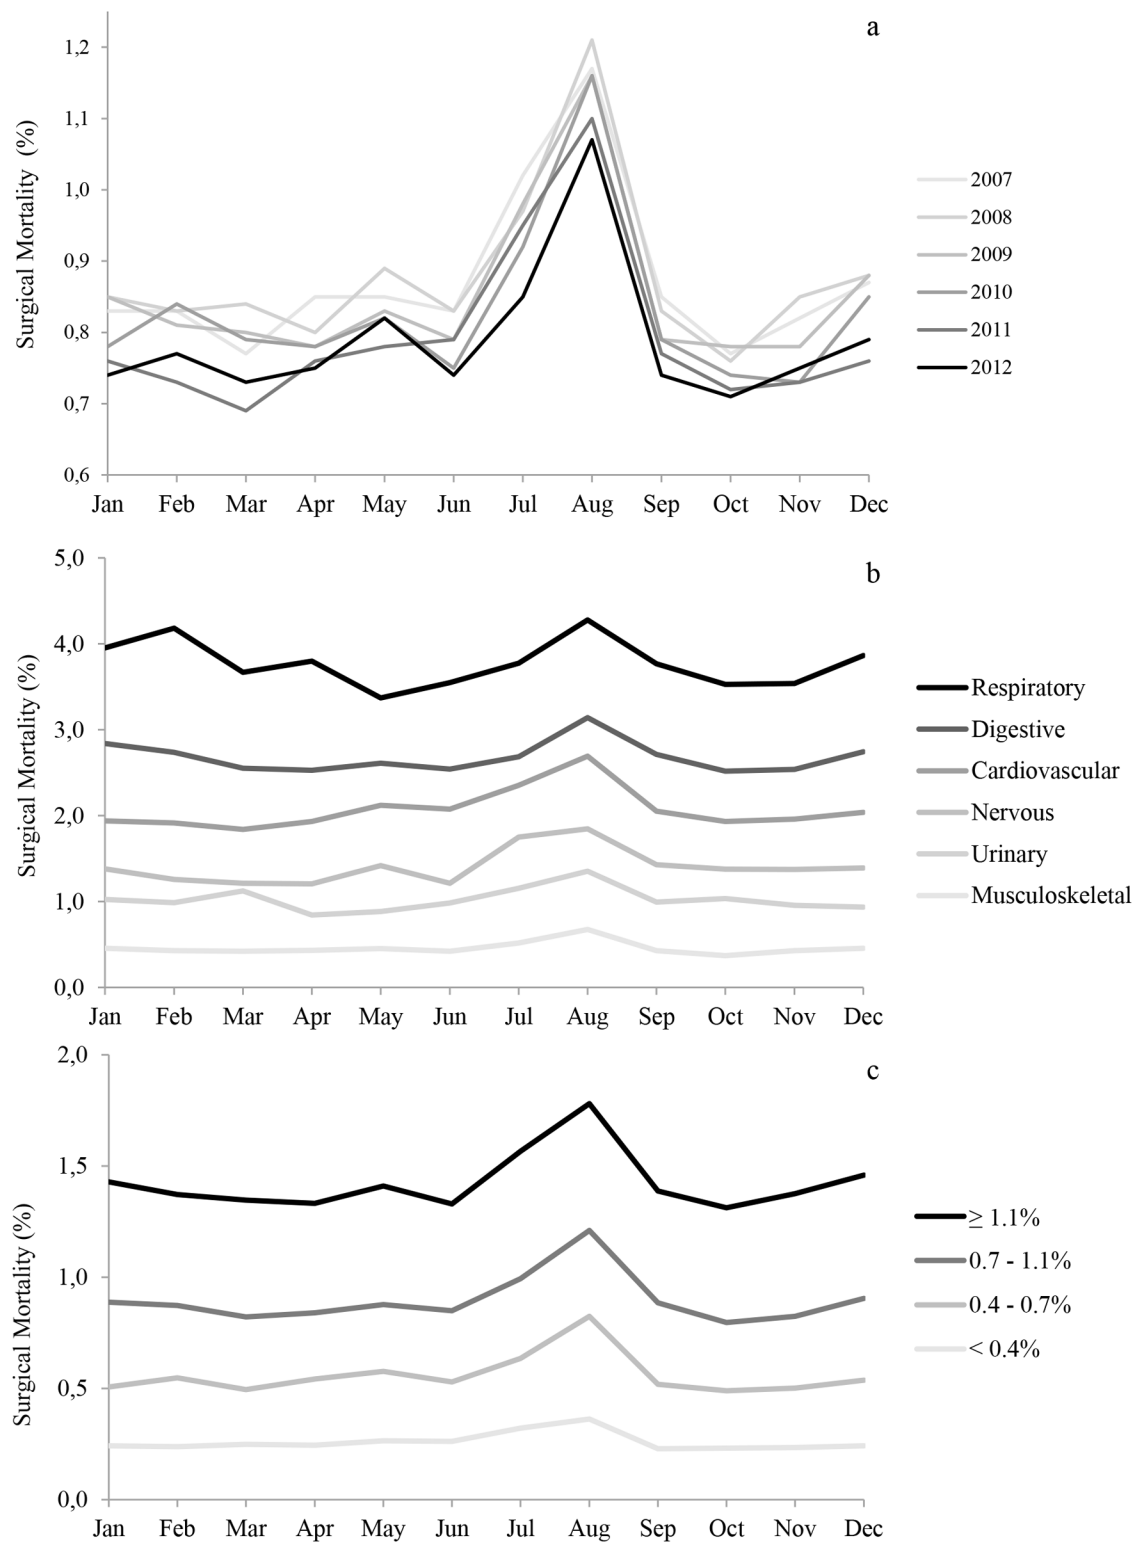 a
Surgical Mortality (%)
1,2
1,1
1,0
0,9
0,8
0,7
0,6
Jan Feb Mar Apr May Jun Jul Aug Sep Oct Nov Dec
2007
2008
2009
2010
2011
2012
b
Surgical Mortality (%)
5,0
4,0
3,0
2,0
1,0
0,0
Jan Feb Mar Apr May Jun Jul Aug Sep Oct Nov Dec
Respiratory
Digestive
Cardiovascular
Nervous
Urinary
Musculoskeletal
c
Surgical Mortality (%)
2,0
1,5
1,0
0,5
0,0
Jan Feb Mar Apr May Jun Jul Aug Sep Oct Nov Dec
≥ 1.1%
0.7 - 1.1%
0.4 - 0.7%
< 0.4%